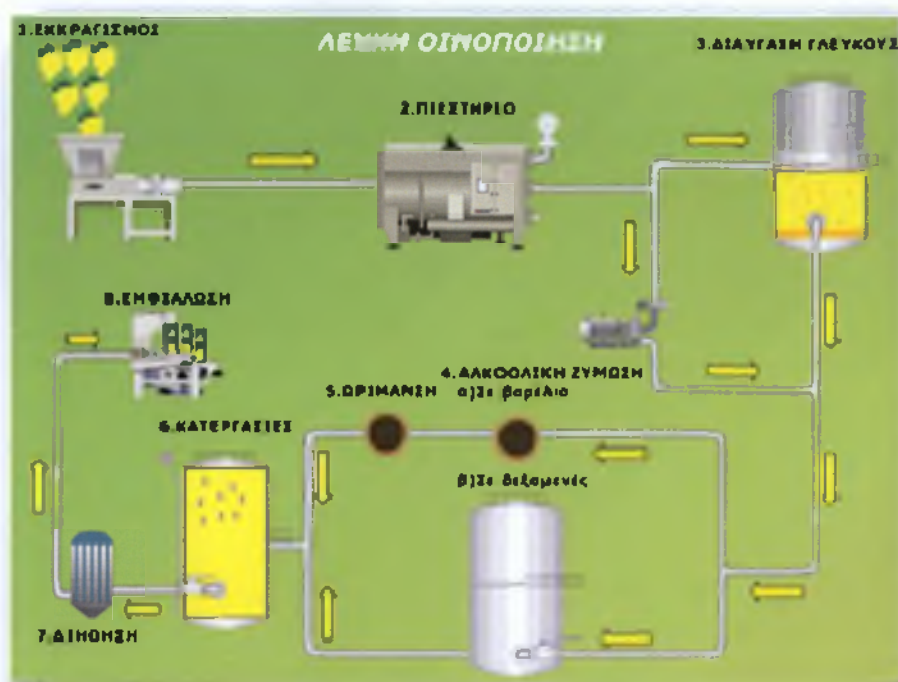 1.ΕΚΚΡΑΓΙΣΜΟΣ
ΛΕΥΚΗ ΟΙΝΟΠΟΙΗΣΗ
3.ΔΙΑΥΓΑΣΗ ΓΛΕΥΚΟΥΣ
2.ΠΙΕΣΤΗΡΙΟ
8.ΕΜΦΙΑΛΩΣΗ
4.ΑΛΚΟΟΛΙΚΗ ΖΥΜΩΣΗ
α)Σε βαρέλια
5.ΩΡΙΜΑΝΣΗ
6.ΚΑΤΕΡΓΑΣΙΕΣ
β)Σε δεξαμενές
7.ΔΙΗΘΗΣΗ